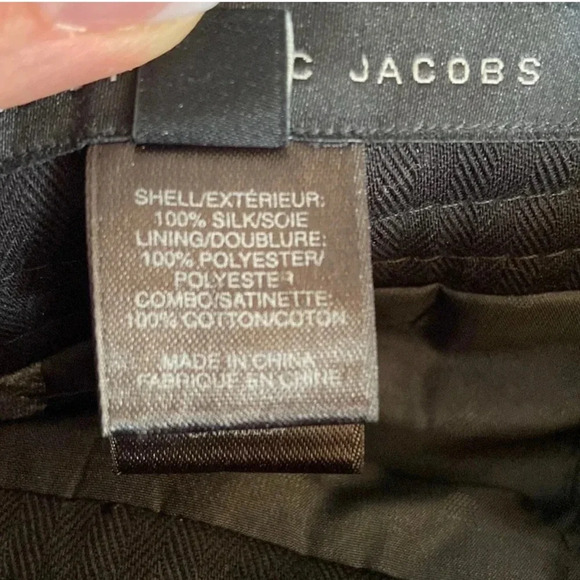 C JACOBS
SHELL/EXTÉRIEUR:
100% SILK/SOIE
LINING/DOUBLURE:
100% POLYESTER/
POLYESTER
COMBO/SATINETTE:
100% COTTON/COTON
MADE IN CHINA
FABRIQUE EN CHINE